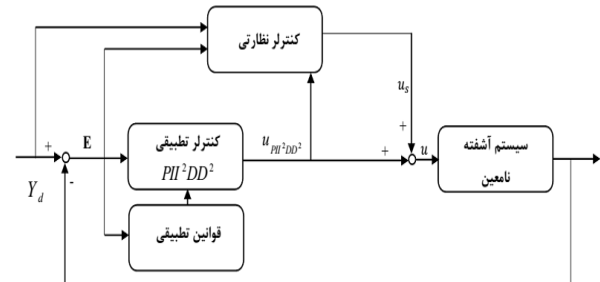 کنترلر نظارتی
u_s
+
+
E
-
Y_d
کنترلر تطبیقی
PII²DD²
u_{PII²DD²}
+
u
سیستم آشفته
نامعین
قوانین تطبیقی